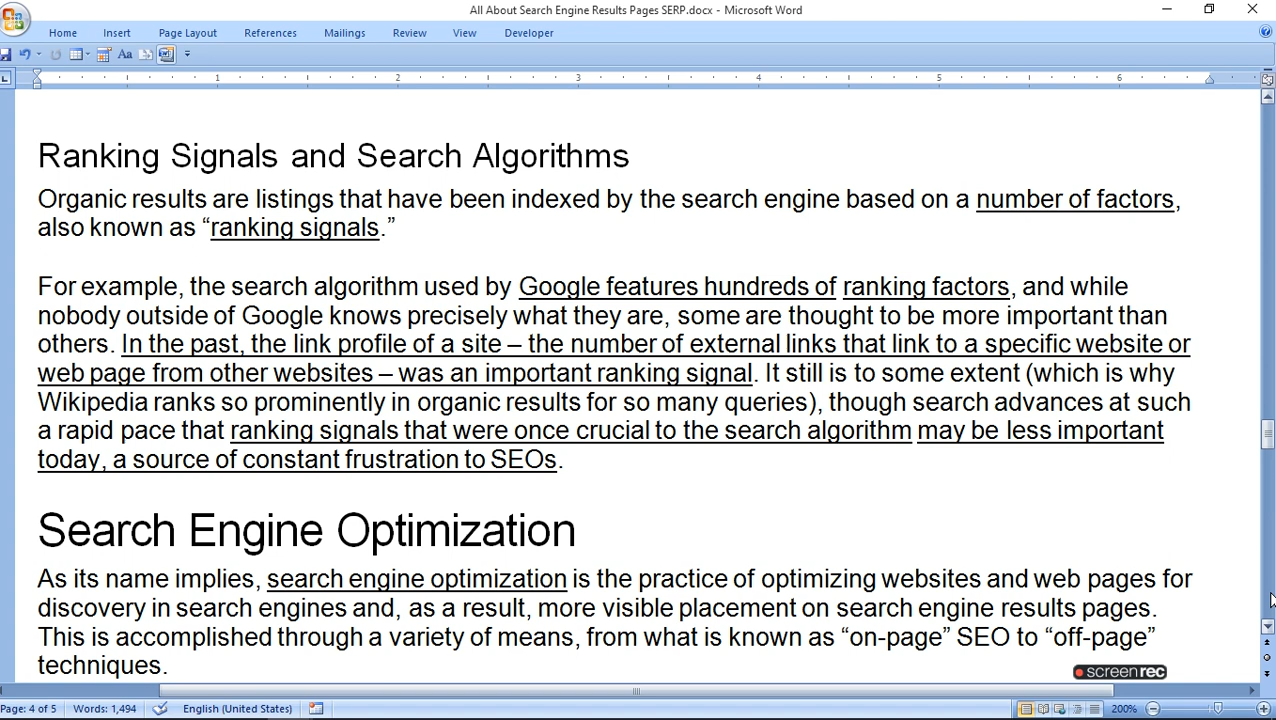 All About Search Engine Results Pages SERP.docx - Microsoft Word
Home Insert Page Layout References Mailings Review View Developer
Aa
1 2 3 4 5 6
Ranking Signals and Search Algorithms
Organic results are listings that have been indexed by the search engine based on a number of factors,
also known as “ranking signals.”
For example, the search algorithm used by Google features hundreds of ranking factors, and while
nobody outside of Google knows precisely what they are, some are thought to be more important than
others. In the past, the link profile of a site – the number of external links that link to a specific website or
web page from other websites – was an important ranking signal. It still is to some extent (which is why
Wikipedia ranks so prominently in organic results for so many queries), though search advances at such
a rapid pace that ranking signals that were once crucial to the search algorithm may be less important
today, a source of constant frustration to SEOs.
Search Engine Optimization
As its name implies, search engine optimization is the practice of optimizing websites and web pages for
discovery in search engines and, as a result, more visible placement on search engine results pages.
This is accomplished through a variety of means, from what is known as “on-page” SEO to “off-page”
techniques.
screenrec
Page: 4 of 5 Words: 1,494 English (United States) 200%